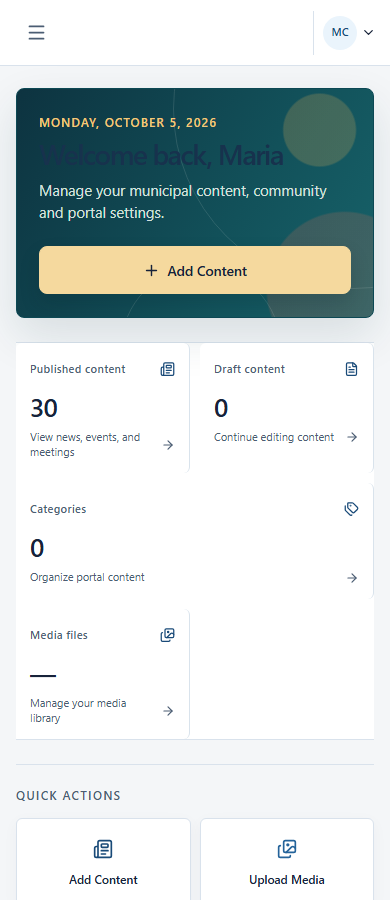 MC
MONDAY, OCTOBER 5, 2026
Welcome back, Maria
Manage your municipal content, community
and portal settings.
Add Content
Published content
30
View news, events, and
meetings
Draft content
0
Continue editing content
Categories
0
Organize portal content
Media files
—
Manage your media
library
QUICK ACTIONS
Add Content
Upload Media